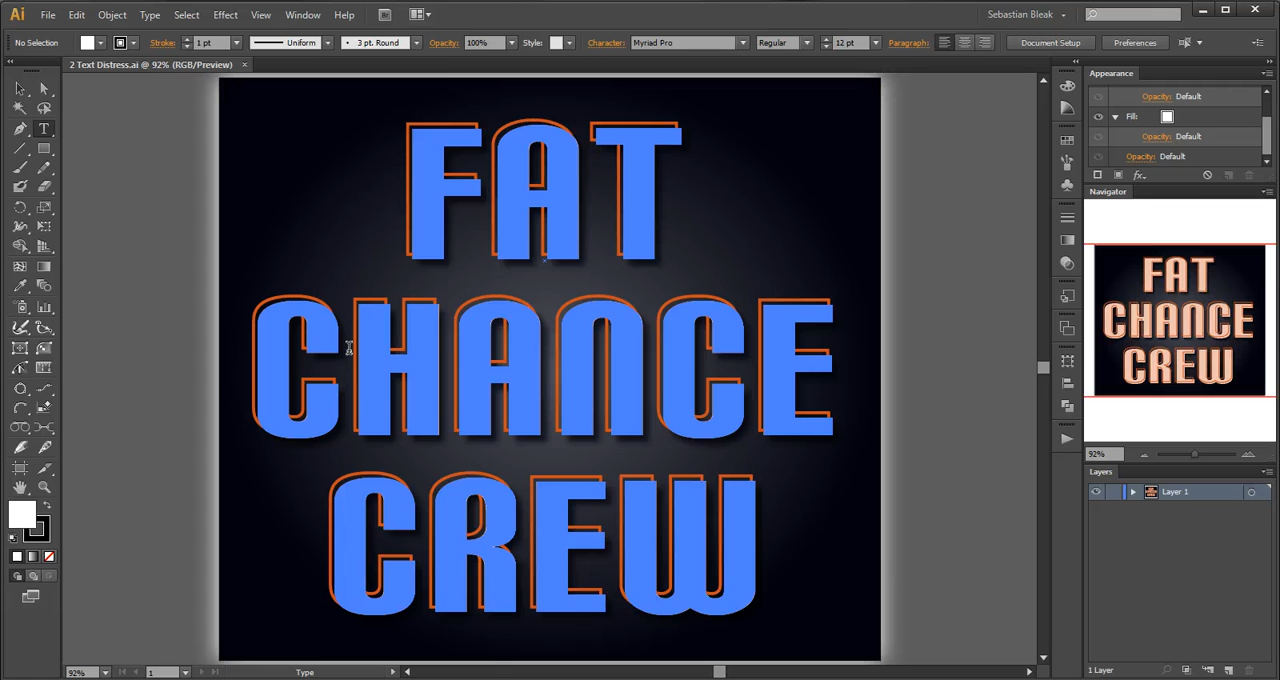 Ai File Edit Object Type Select Effect View Window Help Sebastian Bleak
No Selection Stroke: 1 pt Uniform 3 pt. Round Opacity: 100% Style: Character: Myriad Pro Regular 12 pt Paragraph: Document Setup Preferences
2 Text Distress.ai @ 92% (RGB/Preview)
FAT
CHANCE
CREW
Appearance
Opacity: Default
Fill:
Opacity: Default
Opacity: Default
fx
Navigator
FAT
CHANCE
CREW
92%
Layers
Layer 1
1 Layer
92% 1 Type